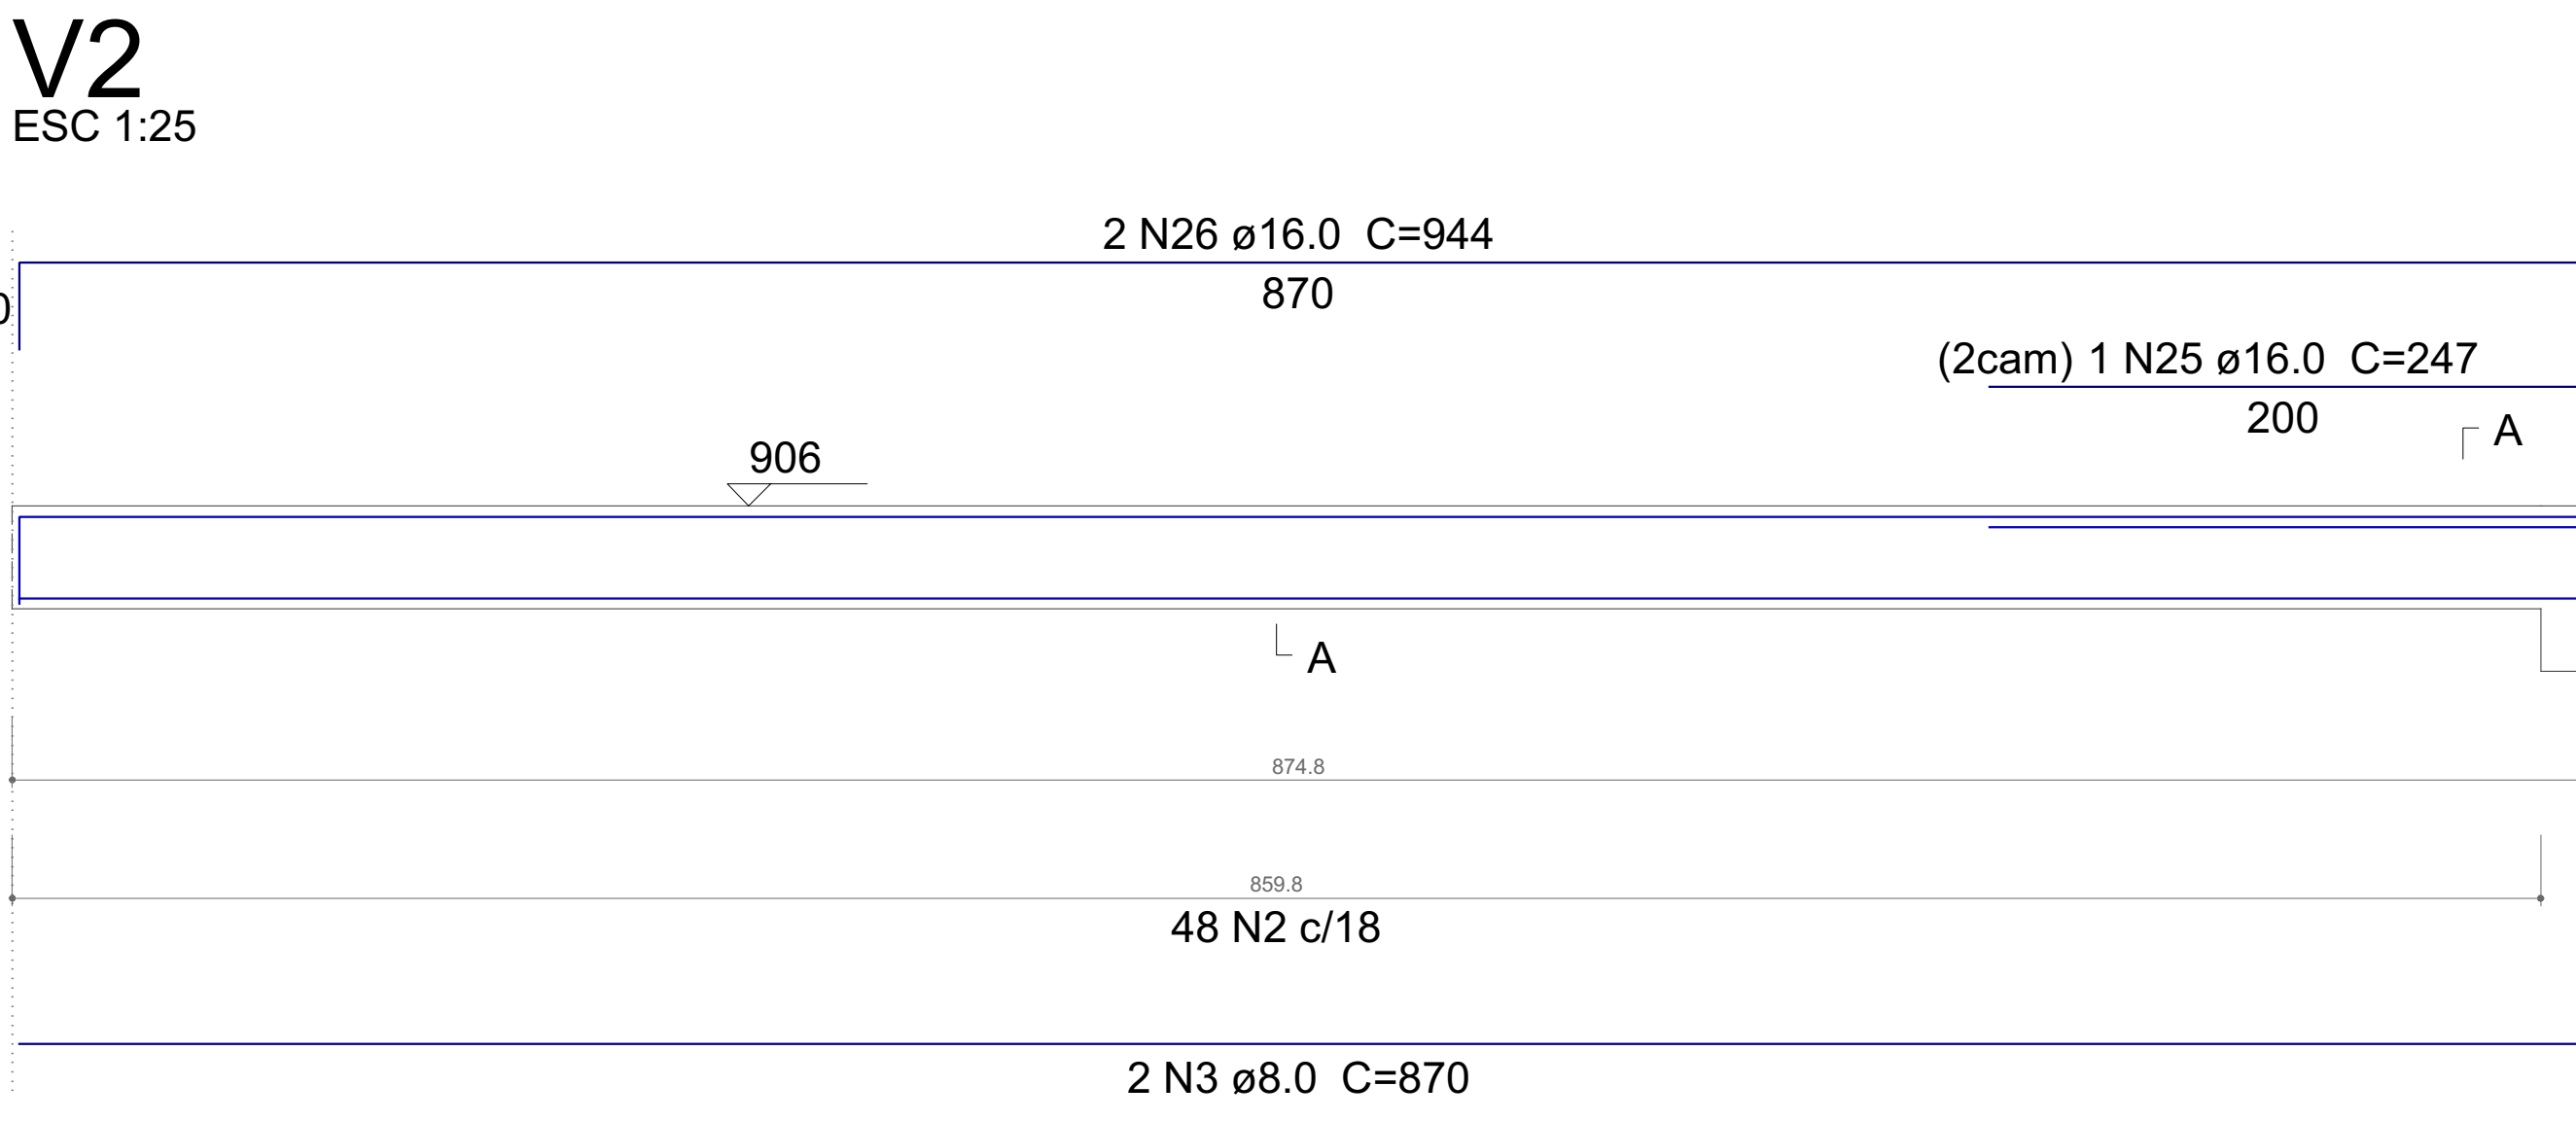 V2
ESC 1:25
2 N26 ø16.0 C=944
870
(2cam) 1 N25 ø16.0 C=247
200
A
906
A
874.8
859.8
48 N2 c/18
2 N3 ø8.0 C=870